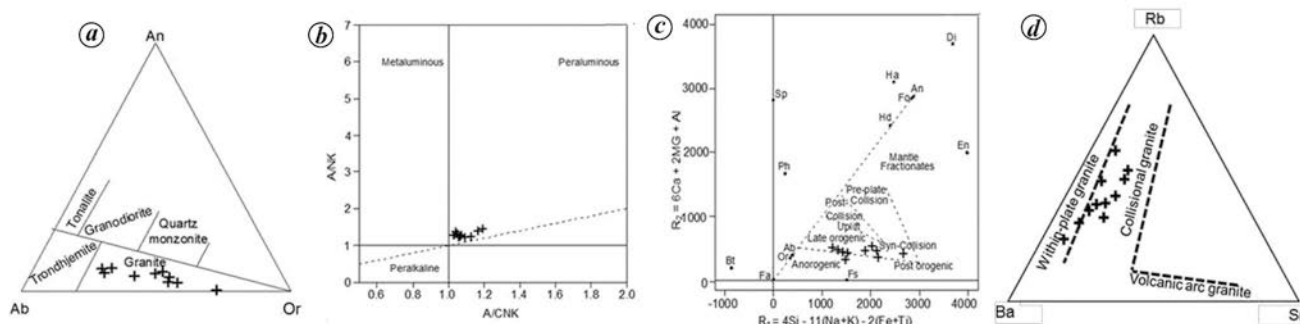 a
An
Tonalite
Granodiorite
Quartz
monzonite
Trondhjemite
Granite
Ab
Or
b
7
6
5
4
3
2
1
0
A/NK
Metaluminous
Peraluminous
Peralkaline
0.6
0.8
1.0
1.2
1.4
1.6
1.8
2.0
A/CNK
c
R₂ = 6Ca + 2MG + Al
4000
3000
2000
1000
0
Di
Ha
An
Fo
Sp
Hd
En
Ph
Mantle
Fractionates
Pre-plate
Collision
Post-
Collision
Uplift
Late orogenic
Syn-Collision
Ab
Or
Anorogenic
Post orogenic
Bt
Fa
Fs
-1000
0
1000
2000
3000
4000
R₁ = 4Si - 11(Na+K) - 2(Fe+Ti)
d
Rb
Within-plate granite
Collisional granite
Volcanic arc granite
Ba